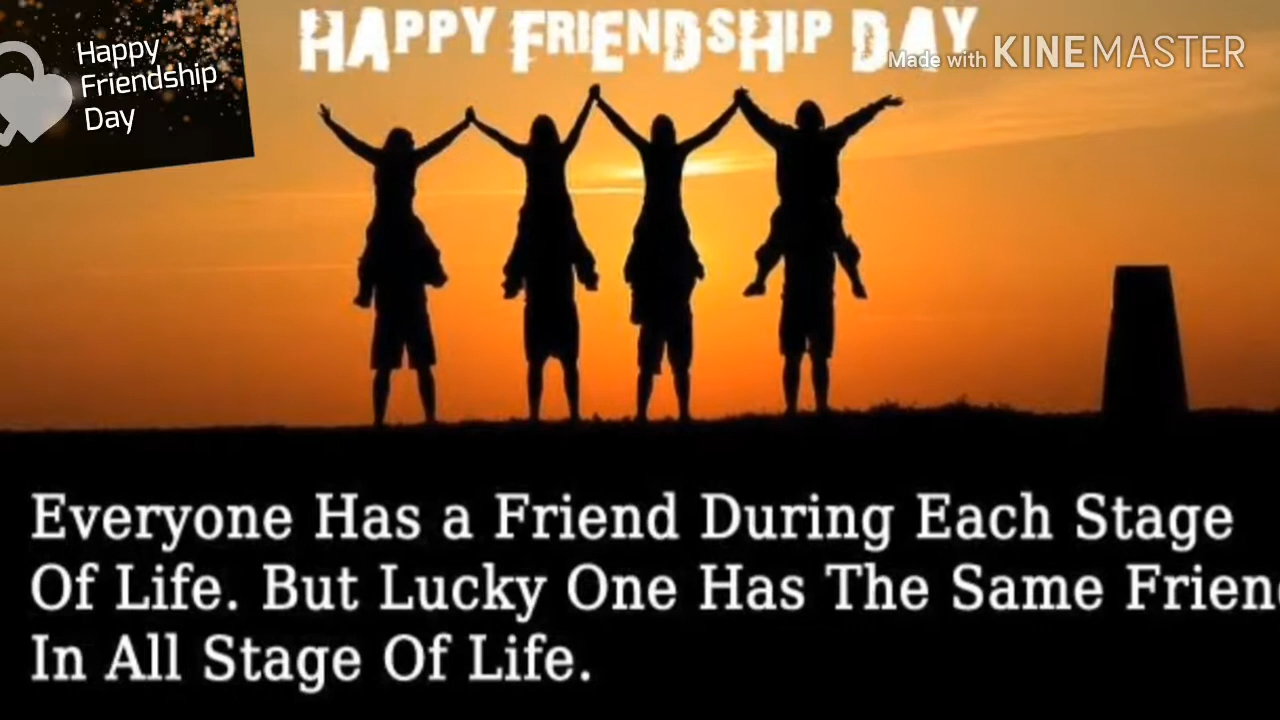 Happy
Friendship
Day
HAPPY FRIENDSHIP DAY
Made with KINEMASTER
Everyone Has a Friend During Each Stage
Of Life. But Lucky One Has The Same Frien
In All Stage Of Life.